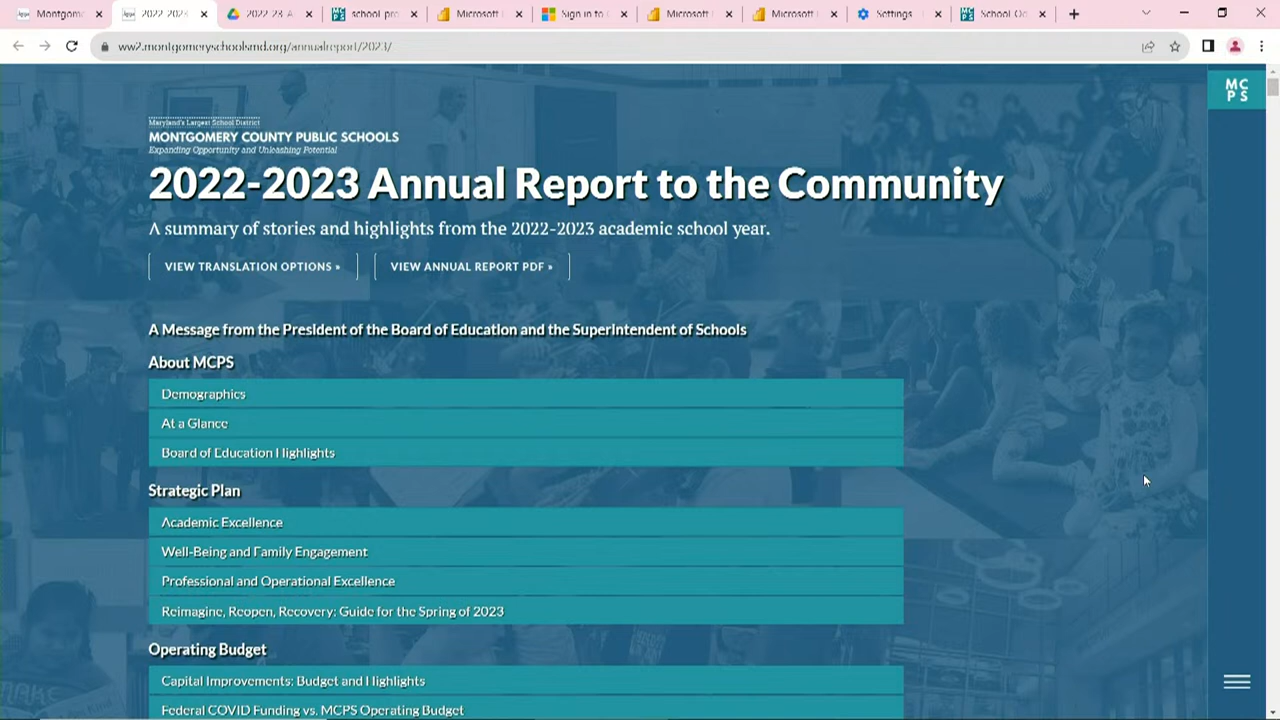 Montgom
2022-2023
2022-23 A
school pro
Microsoft
Sign in to
Microsoft
Microsoft
Settings
School
ww2.montgomeryschoolsmd.org/annualreport/2023/
MC
PS
Maryland's Largest School District
MONTGOMERY COUNTY PUBLIC SCHOOLS
Expanding Opportunity and Unleashing Potential
2022-2023 Annual Report to the Community
A summary of stories and highlights from the 2022-2023 academic school year.
VIEW TRANSLATION OPTIONS »
VIEW ANNUAL REPORT PDF »
A Message from the President of the Board of Education and the Superintendent of Schools
About MCPS
Demographics
At a Glance
Board of Education Highlights
Strategic Plan
Academic Excellence
Well-Being and Family Engagement
Professional and Operational Excellence
Reimagine, Reopen, Recovery: Guide for the Spring of 2023
Operating Budget
Capital Improvements: Budget and Highlights
Federal COVID Funding vs. MCPS Operating Budget
MAKE